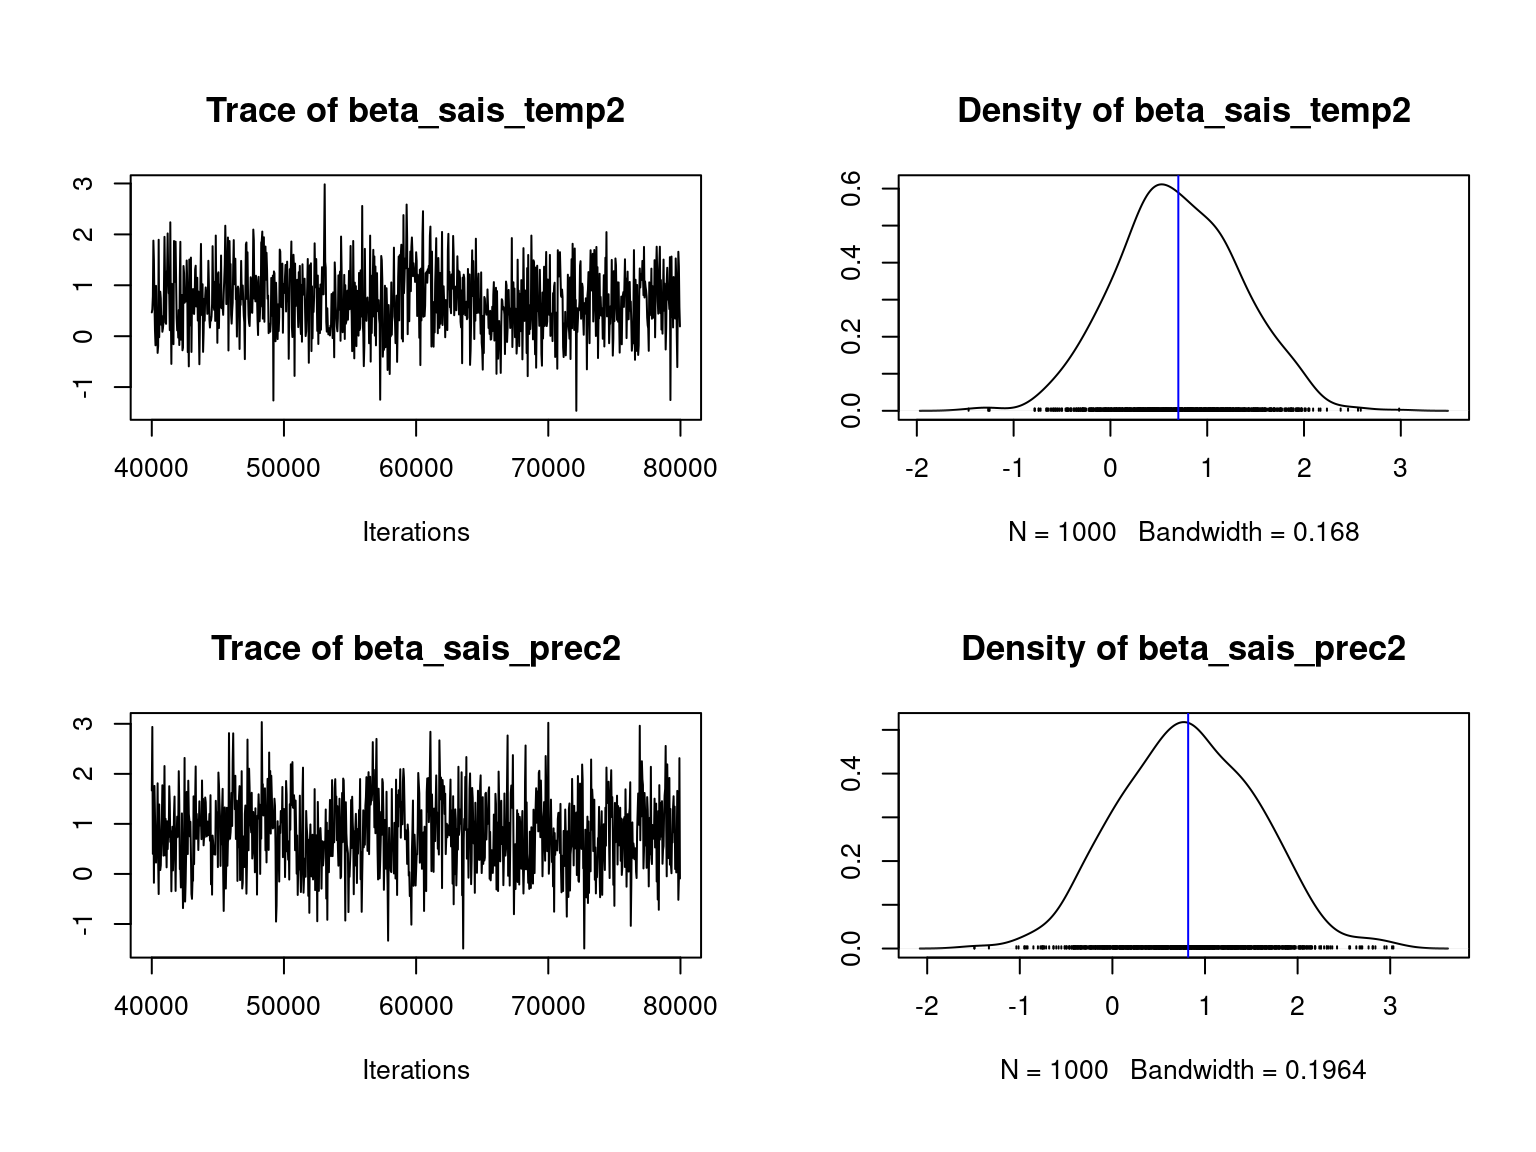 Trace of beta_sais_temp2
3
2
1
0
-1
40000 50000 60000 70000 80000
Iterations
Density of beta_sais_temp2
0.6
0.4
0.2
0.0
-2 -1 0 1 2 3
N = 1000 Bandwidth = 0.168
Trace of beta_sais_prec2
3
2
1
0
-1
40000 50000 60000 70000 80000
Iterations
Density of beta_sais_prec2
0.4
0.2
0.0
-2 -1 0 1 2 3
N = 1000 Bandwidth = 0.1964